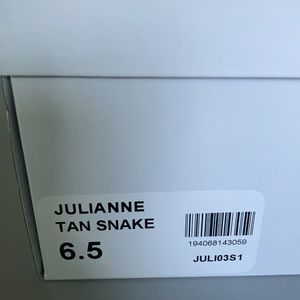 JULIANNE
TAN SNAKE
6.5
194068143059
JULI03S1